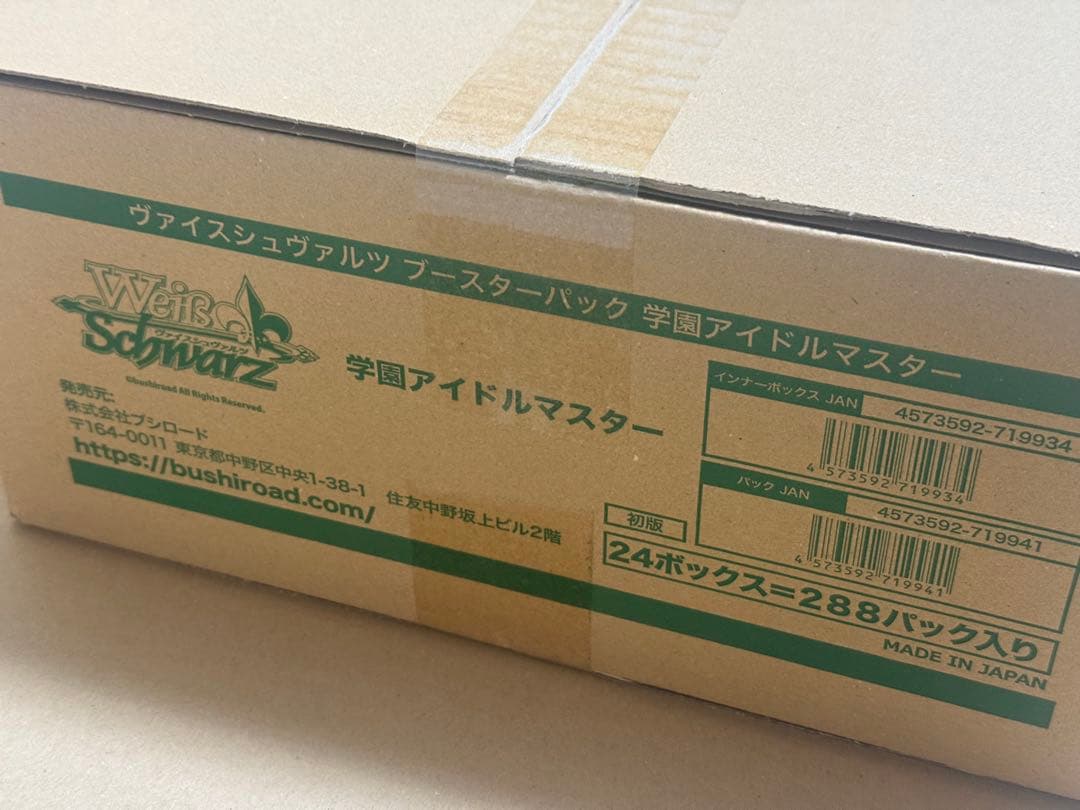 ヴァイスシュヴァルツ ブースターパック 学園アイドルマスター
Weiß
ヴァイスシュヴァルツ
Schwarz
©bushiroad All Rights Reserved.
学園アイドルマスター
発売元:
株式会社ブシロード
〒164-0011 東京都中野区中央1-38-1 住友中野坂上ビル2階
https://bushiroad.com/
インナーボックス JAN 4573592-719934
4 573592 719934
パック JAN 4573592-719941
4 573592 719941
初版
24ボックス=288パック入り
MADE IN JAPAN